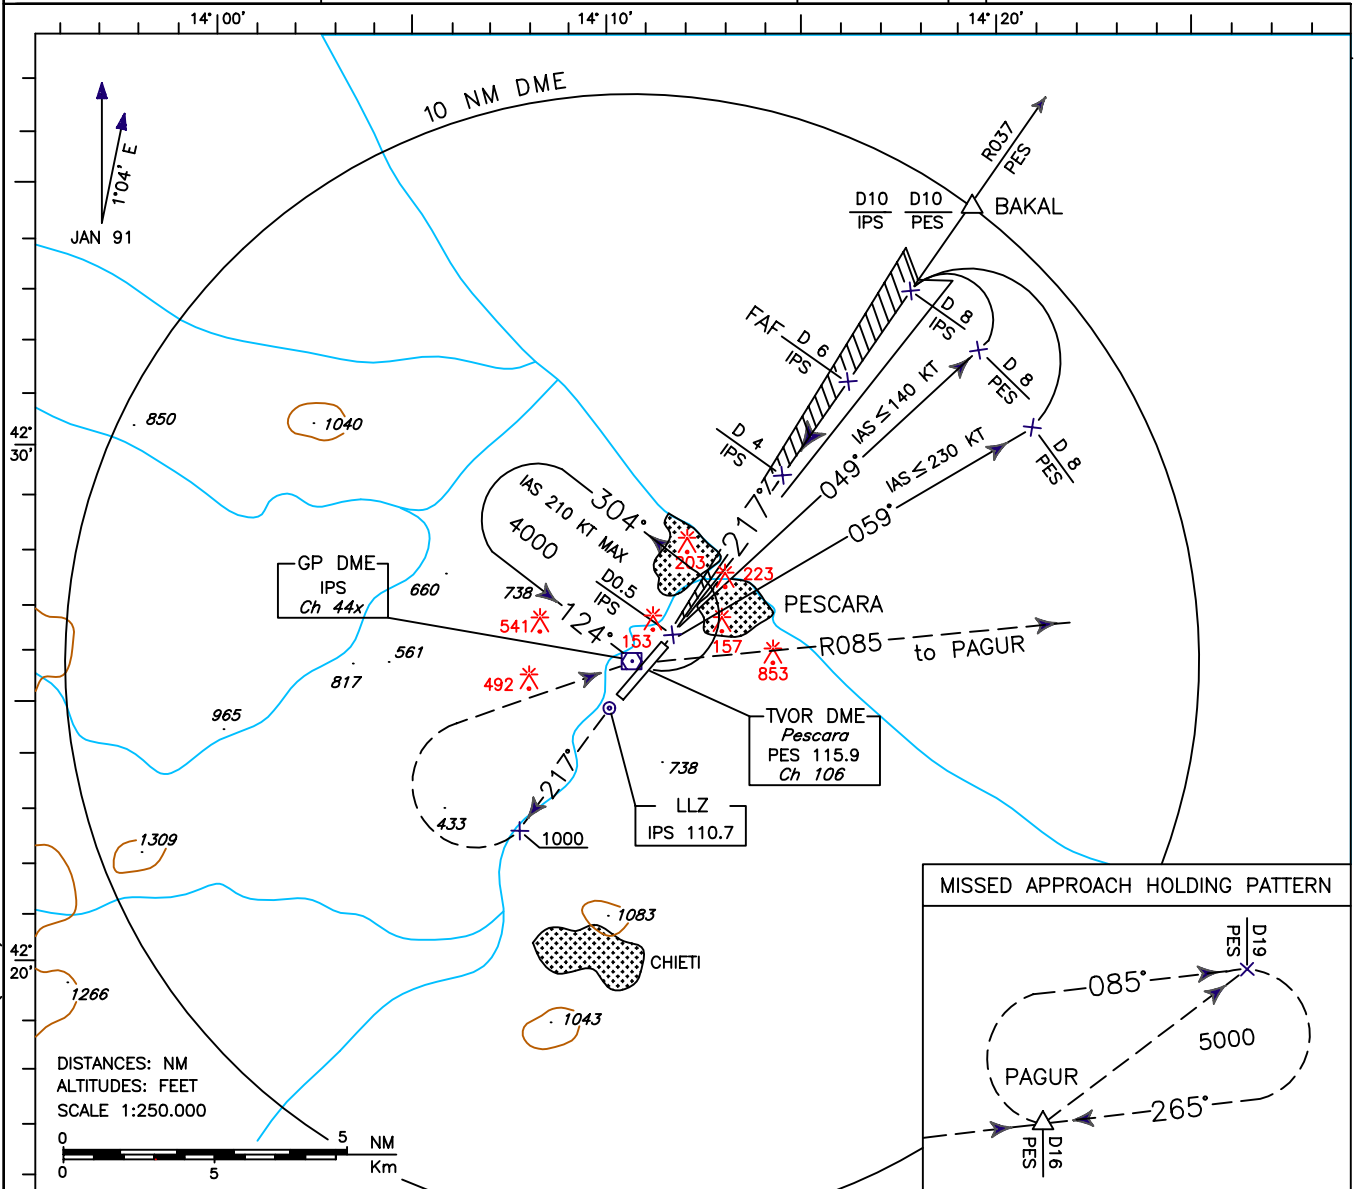 14°00' 14°10' 14°20'
10 NM DME
1°04' E
JAN 91
R037
PES
D10
IPS
D10
PES
BAKAL
FAF
D 6
IPS
D 8
IPS
D 8
PES
D 8
PES
D 4
IPS
IAS ≤ 140 KT
049°
IAS ≤ 230 KT
059°
217°
850
1040
42°
30'
304°
IAS 210 KT MAX
4000
124°
D0.5
IPS
GP DME
IPS
Ch 44x
660
738
541
203
223
153
157
853
PESCARA
R085 to PAGUR
561
817
492
965
TVOR DME
Pescara
PES 115.9
Ch 106
738
217°
LLZ
IPS 110.7
433
1000
1309
1083
CHIETI
42°
20'
1266
1043
MISSED APPROACH HOLDING PATTERN
D19
PES
085°
5000
PAGUR
265°
D16
PES
DISTANCES: NM
ALTITUDES: FEET
SCALE 1:250.000
0 5 NM
0 5 Km